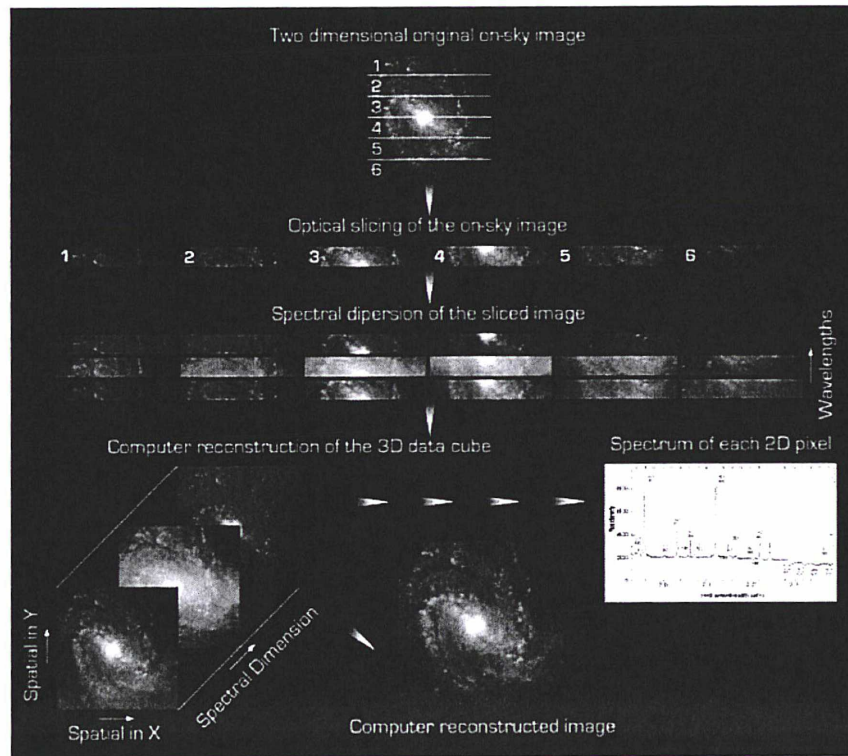 Two dimensional original on-sky image
1
2
3
4
5
6
Optical slicing of the on-sky image
1 2 3 4 5 6
Spectral dipersion of the sliced image
Wavelengths
Computer reconstruction of the 3D data cube
Spectrum of each 2D pixel
Spatial in Y
Spectral Dimension
Spatial in X
Computer reconstructed image